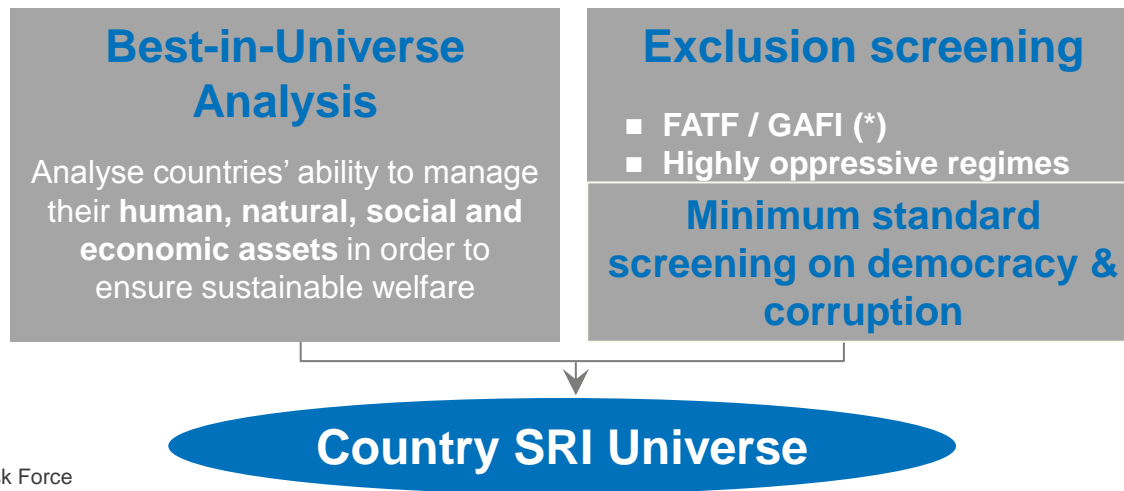 Best-in-Universe
Analysis
Analyse countries’ ability to manage
their human, natural, social and
economic assets in order to
ensure sustainable welfare
Exclusion screening
■ FATF / GAFI (*)
■ Highly oppressive regimes
Minimum standard
screening on democracy &
corruption
Country SRI Universe
Force